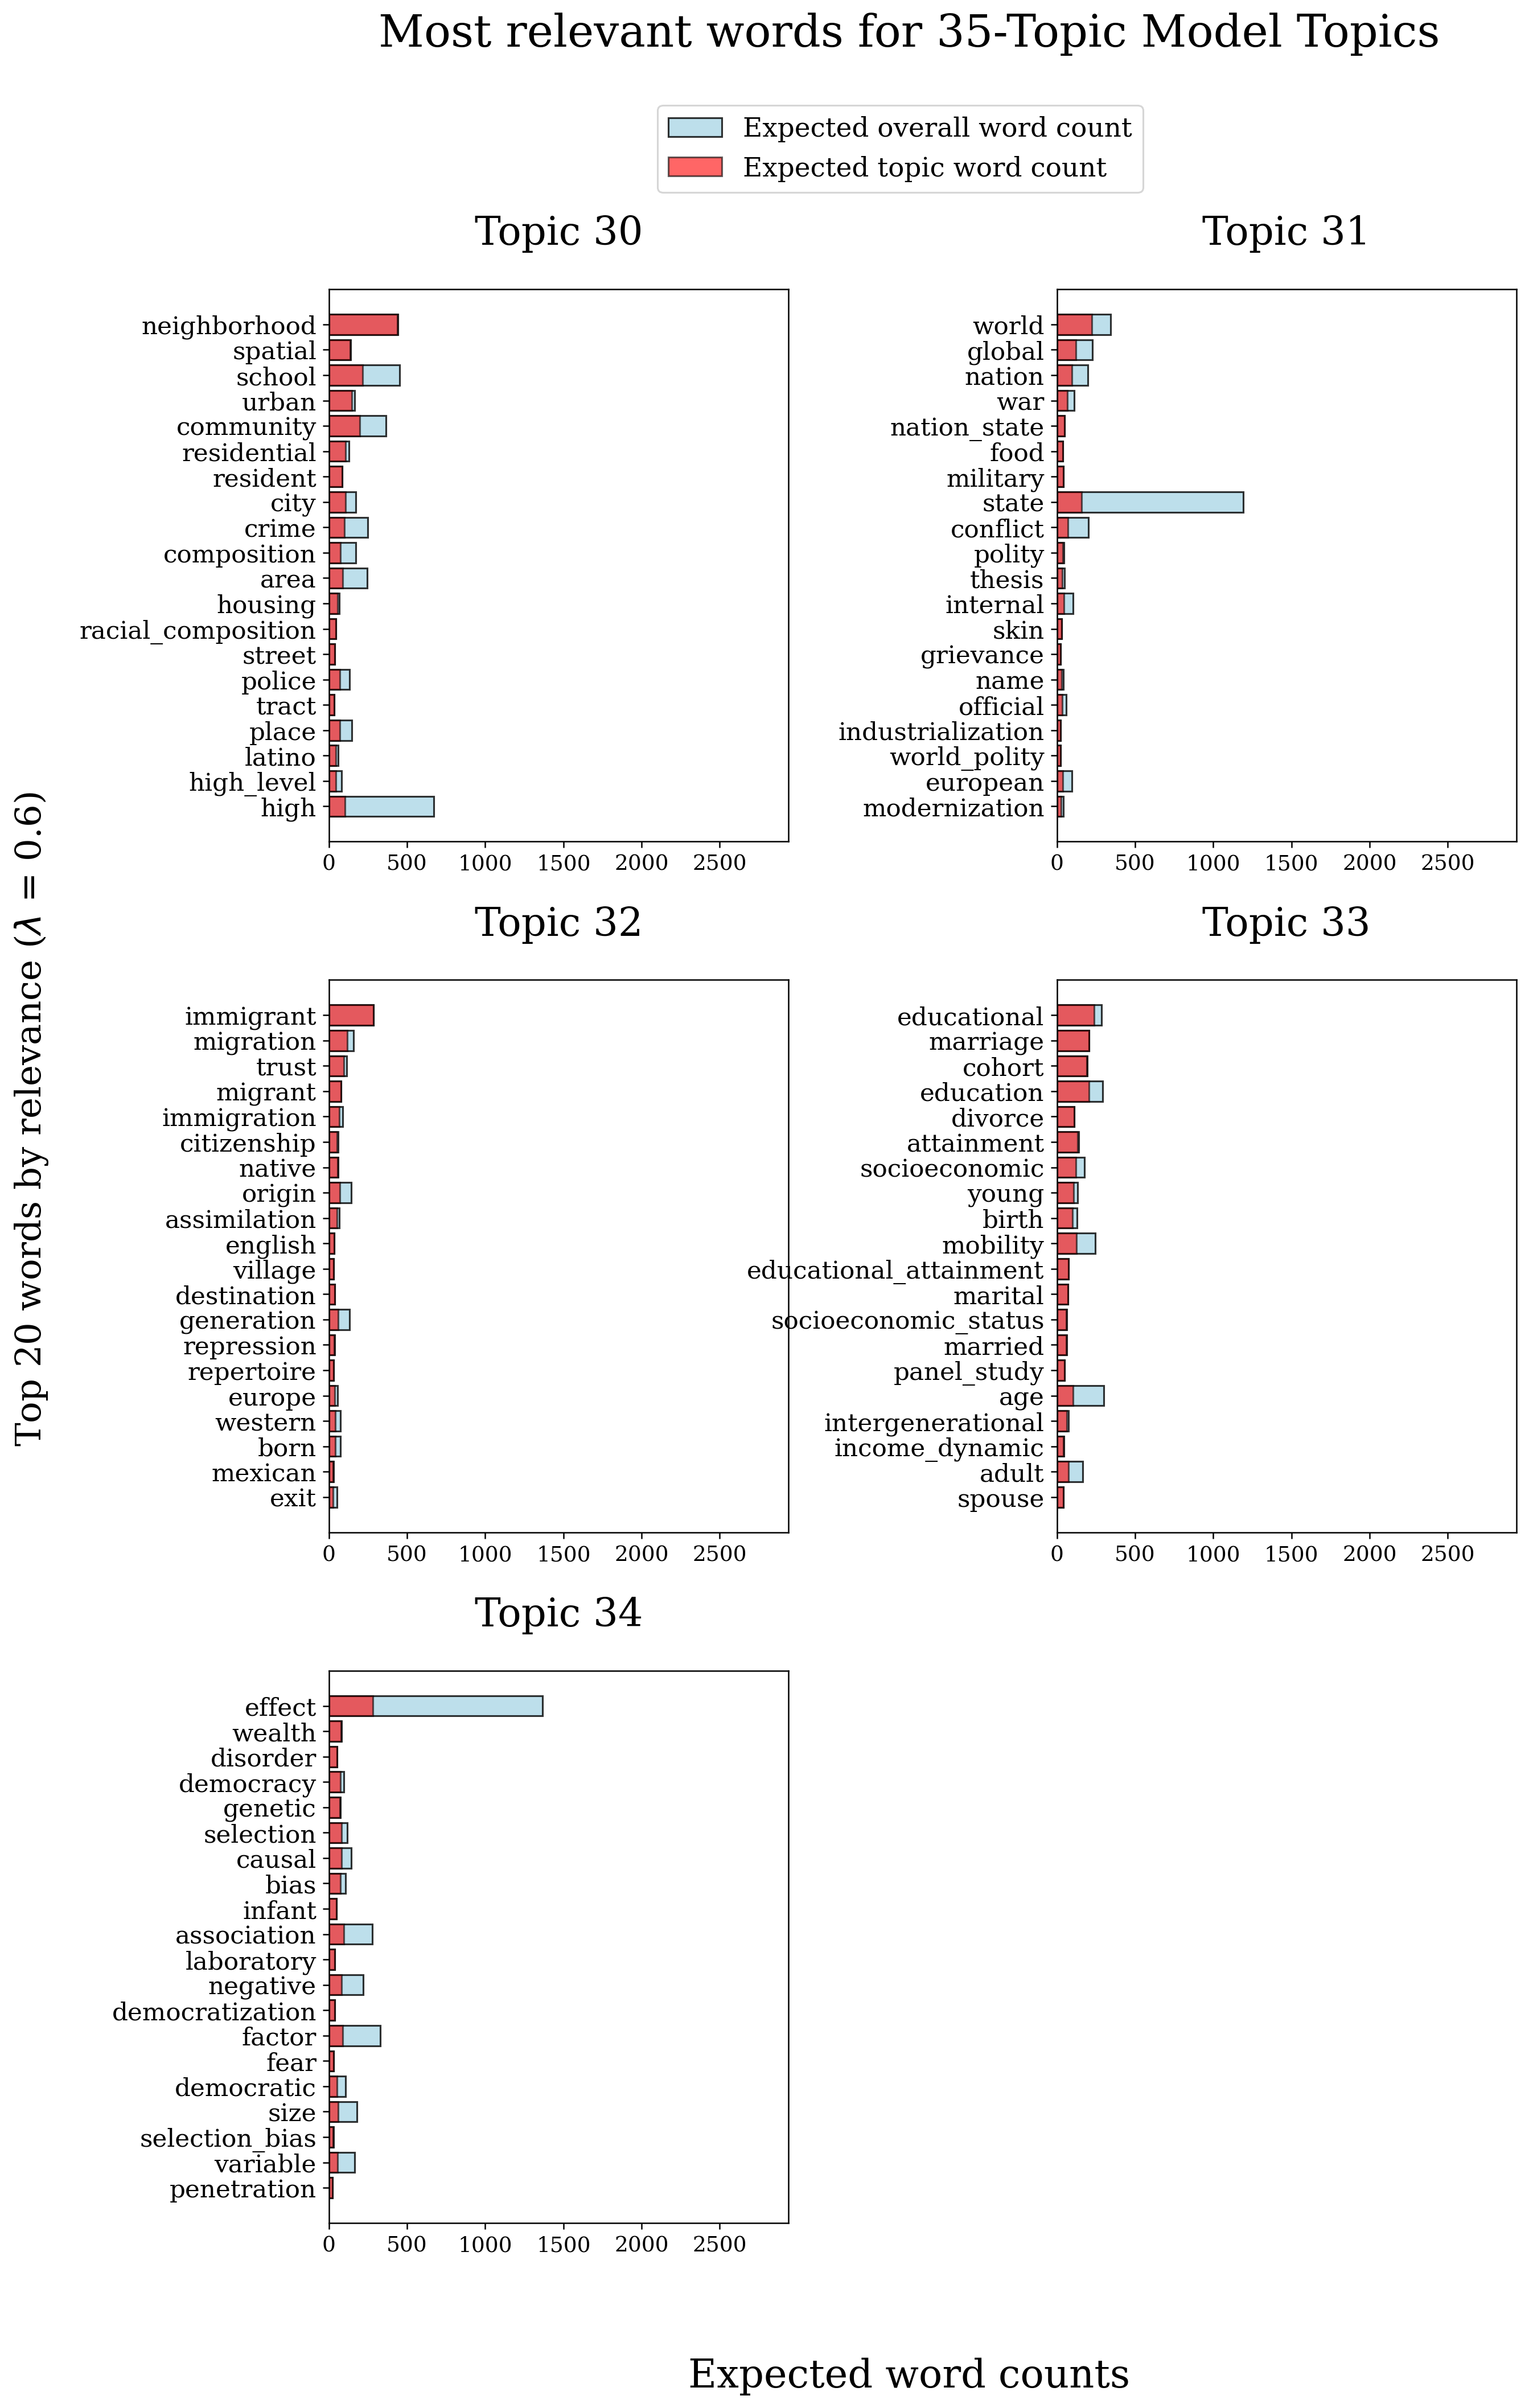 Most relevant words for 35-Topic Model Topics
Expected overall word count
Expected topic word count
Top 20 words by relevance (λ = 0.6)
Topic 30
neighborhood
spatial
school
urban
community
residential
resident
city
crime
composition
area
housing
racial_composition
street
police
tract
place
latino
high_level
high
0 500 1000 1500 2000 2500
Topic 31
world
global
nation
war
nation_state
food
military
state
conflict
polity
thesis
internal
skin
grievance
name
official
industrialization
world_polity
european
modernization
0 500 1000 1500 2000 2500
Topic 32
immigrant
migration
trust
migrant
immigration
citizenship
native
origin
assimilation
english
village
destination
generation
repression
repertoire
europe
western
born
mexican
exit
0 500 1000 1500 2000 2500
Topic 33
educational
marriage
cohort
education
divorce
attainment
socioeconomic
young
birth
mobility
educational_attainment
marital
socioeconomic_status
married
panel_study
age
intergenerational
income_dynamic
adult
spouse
0 500 1000 1500 2000 2500
Topic 34
effect
wealth
disorder
democracy
genetic
selection
causal
bias
infant
association
laboratory
negative
democratization
factor
fear
democratic
size
selection_bias
variable
penetration
0 500 1000 1500 2000 2500
Expected word counts